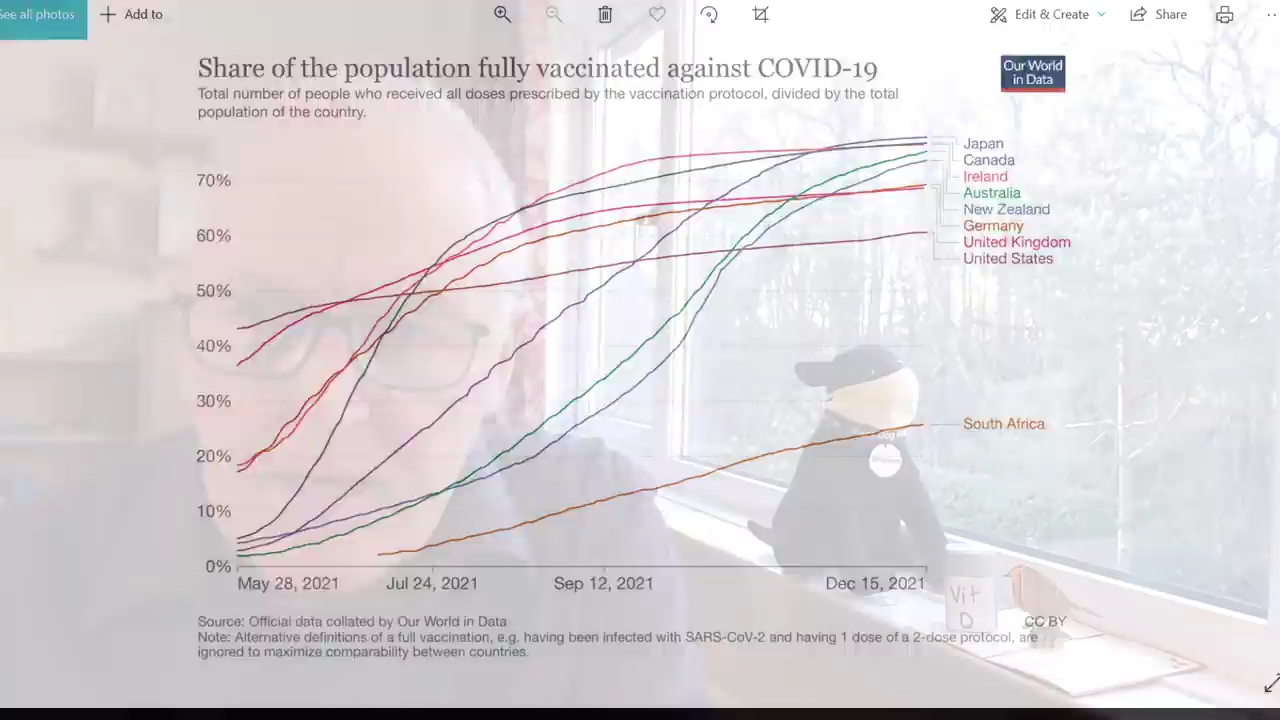 See all photos
Add to
Edit & Create
Share
Share of the population fully vaccinated against COVID-19
Our World
in Data
Total number of people who received all doses prescribed by the vaccination protocol, divided by the total
population of the country.
Japan
Canada
Ireland
Australia
New Zealand
Germany
United Kingdom
United States
South Africa
70%
60%
50%
40%
30%
20%
10%
0%
May 28, 2021
Jul 24, 2021
Sep 12, 2021
Dec 15, 2021
Vit
D
Source: Official data collated by Our World in Data
CC BY
Note: Alternative definitions of a full vaccination, e.g. having been infected with SARS-CoV-2 and having 1 dose of a 2-dose protocol, are
ignored to maximize comparability between countries.